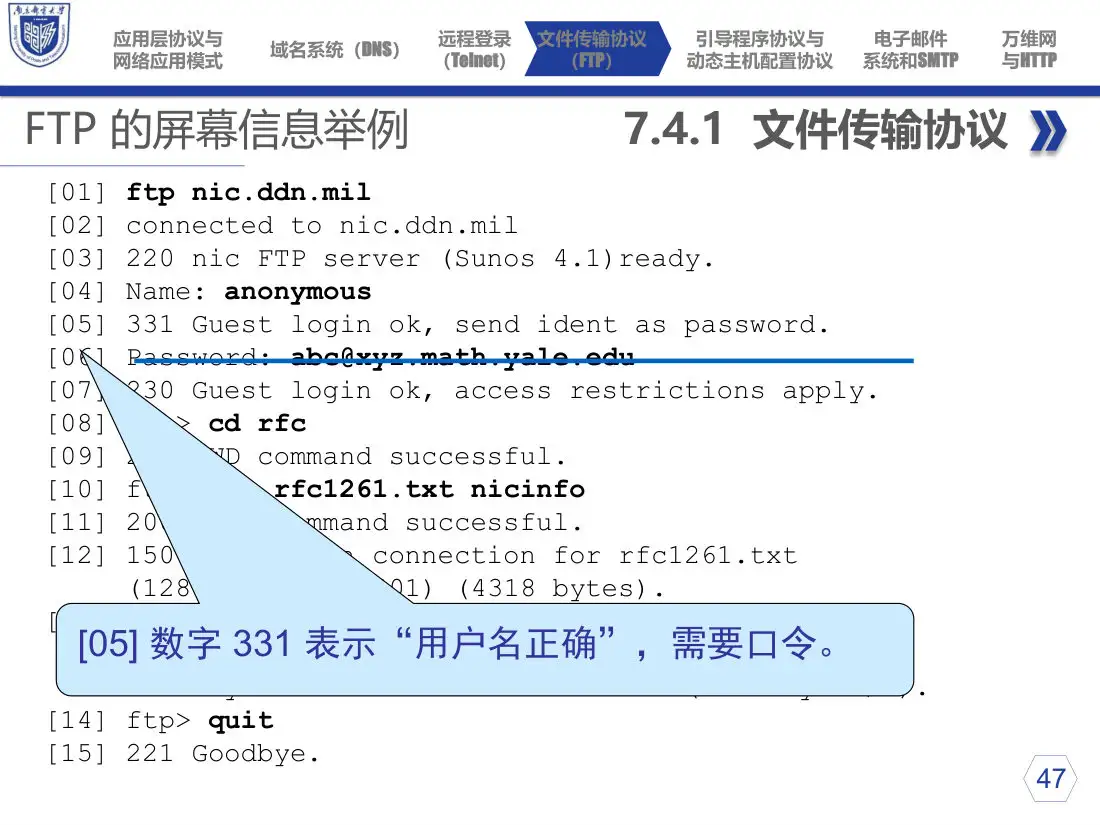 应用层协议与
网络应用模式
域名系统（DNS）
远程登录
（Telnet）
文件传输协议
（FTP）
引导程序协议与
动态主机配置协议
电子邮件
系统和SMTP
万维网
与HTTP
FTP 的屏幕信息举例
7.4.1 文件传输协议
[01] ftp nic.ddn.mil
[02] connected to nic.ddn.mil
[03] 220 nic FTP server (Sunos 4.1)ready.
[04] Name: anonymous
[05] 331 Guest login ok, send ident as password.
[06] Password: abc@xyz.math.yale.edu
[07] 230 Guest login ok, access restrictions apply.
[08] > cd rfc
[09] command successful.
[10] rfc1261.txt nicinfo
[11] command successful.
[12] 150 connection for rfc1261.txt
(128 01) (4318 bytes).
[05] 数字 331 表示“用户名正确”，需要口令。
[14] ftp> quit
[15] 221 Goodbye.
47